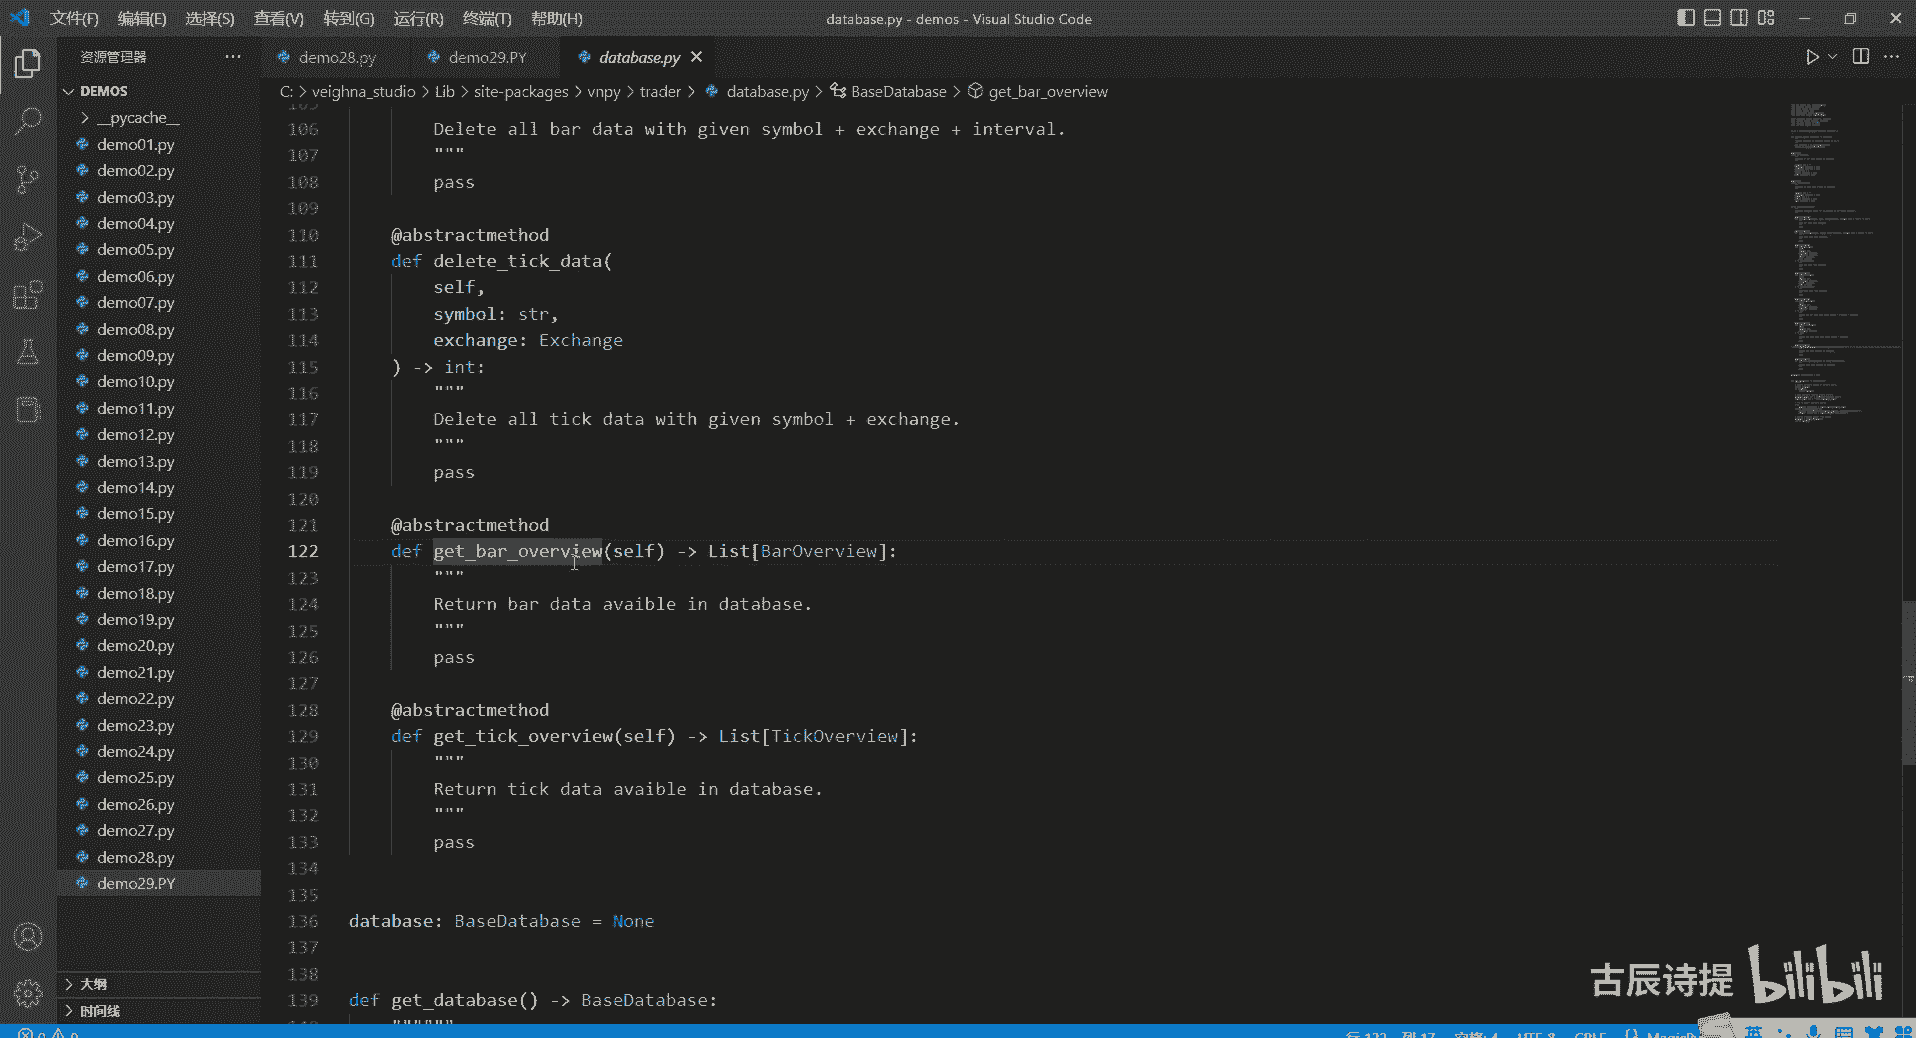 文件(F) 编辑(E) 选择(S) 查看(V) 转到(G) 运行(R) 终端(T) 帮助(H) database.py - demos - Visual Studio Code
资源管理器 ··· demo28.py demo29.PY database.py
DEMOS
C: > veighna_studio > Lib > site-packages > vnpy > trader > database.py > BaseDatabase > get_bar_overview
__pycache__
demo01.py
demo02.py
demo03.py
demo04.py
demo05.py
demo06.py
demo07.py
demo08.py
demo09.py
demo10.py
demo11.py
demo12.py
demo13.py
demo14.py
demo15.py
demo16.py
demo17.py
demo18.py
demo19.py
demo20.py
demo21.py
demo22.py
demo23.py
demo24.py
demo25.py
demo26.py
demo27.py
demo28.py
demo29.PY
大纲
时间线
106 Delete all bar data with given symbol + exchange + interval.
107 """
108 pass
109
110 @abstractmethod
111 def delete_tick_data(
112 self,
113 symbol: str,
114 exchange: Exchange
115 ) -> int:
116 """
117 Delete all tick data with given symbol + exchange.
118 """
119 pass
120
121 @abstractmethod
122 def get_bar_overview(self) -> List[BarOverview]:
123 """
124 Return bar data avaible in database.
125 """
126 pass
127
128 @abstractmethod
129 def get_tick_overview(self) -> List[TickOverview]:
130 """
131 Return tick data avaible in database.
132 """
133 pass
134
135
136 database: BaseDatabase = None
137
138
139 def get_database() -> BaseDatabase:
古辰诗提 bilibili
英